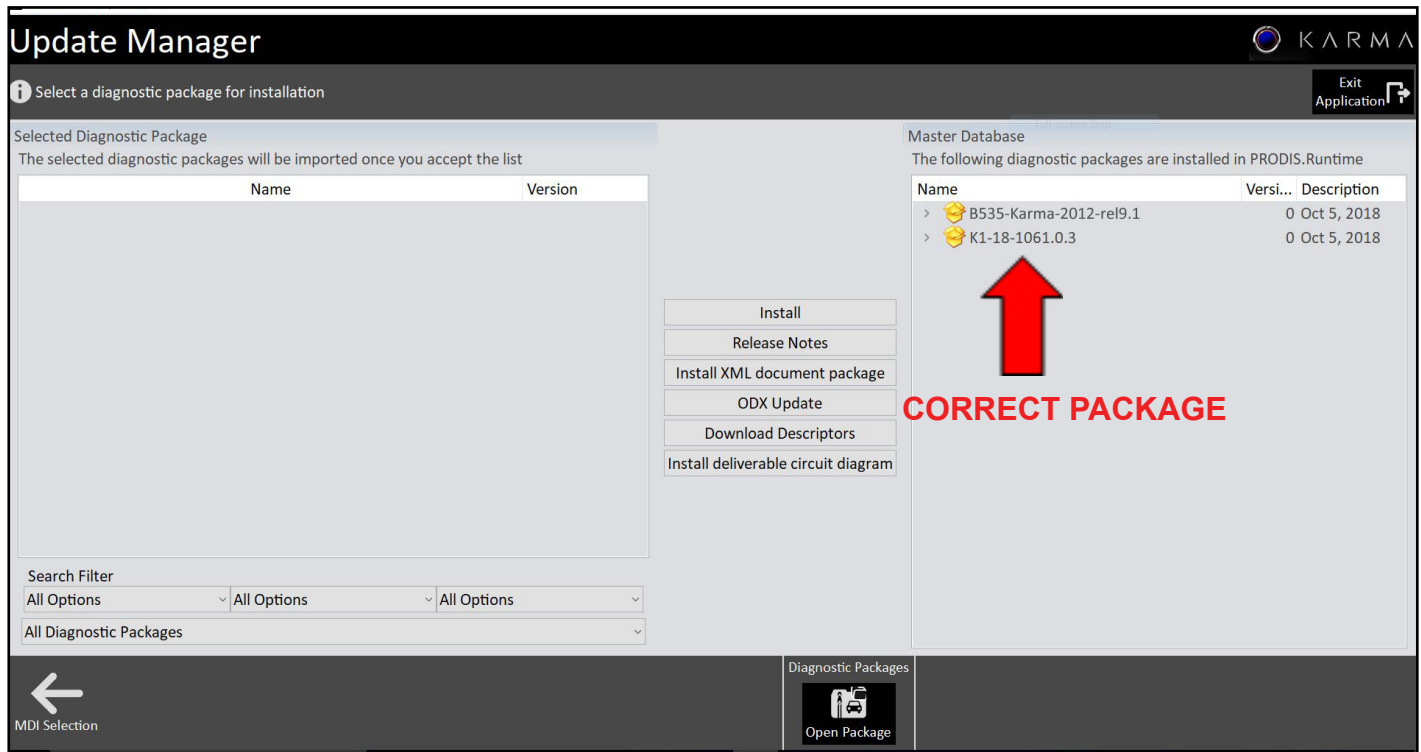 Update Manager
KARMA
Select a diagnostic package for installation
Exit
Application
Selected Diagnostic Package
The selected diagnostic packages will be imported once you accept the list
Name Version
Full-screen Snip
Master Database
The following diagnostic packages are installed in PRODIS.Runtime
Name Versi... Description
B535-Karma-2012-rel9.1 0 Oct 5, 2018
K1-18-1061.0.3 0 Oct 5, 2018
Install
Release Notes
Install XML document package
ODX Update
Download Descriptors
Install deliverable circuit diagram
CORRECT PACKAGE
Search Filter
All Options All Options All Options
All Diagnostic Packages
MDI Selection
Diagnostic Packages
Open Package